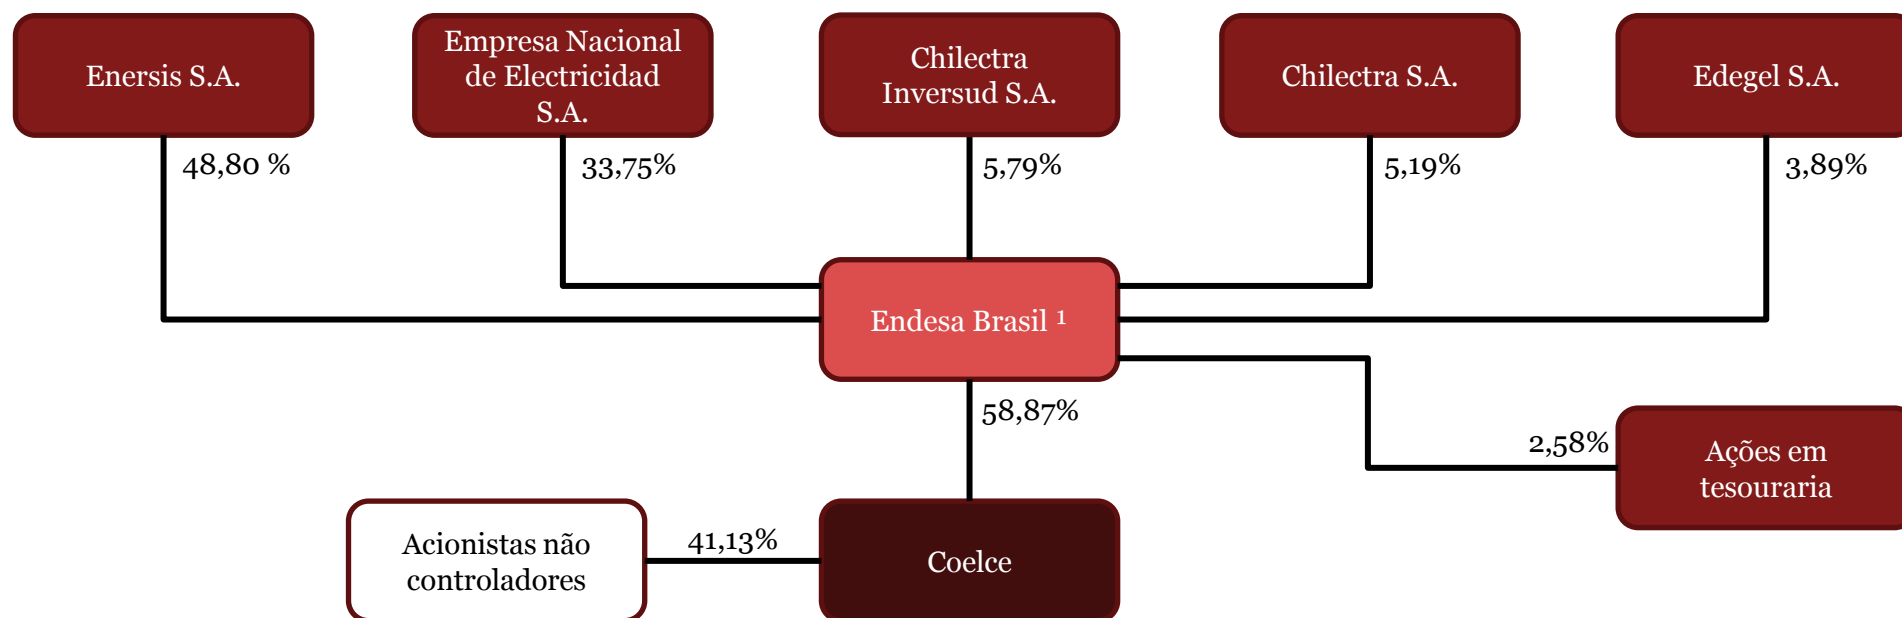 Enersis S.A.
Empresa Nacional
de Electricidad
S.A.
Chilectra
Inversud S.A.
Chilectra S.A.
Edegel S.A.
48,80 %
33,75%
5,79%
5,19%
3,89%
Endesa Brasil ¹
58,87%
2,58%
Ações em
tesouraria
Acionistas não
controladores
41,13%
Coelce